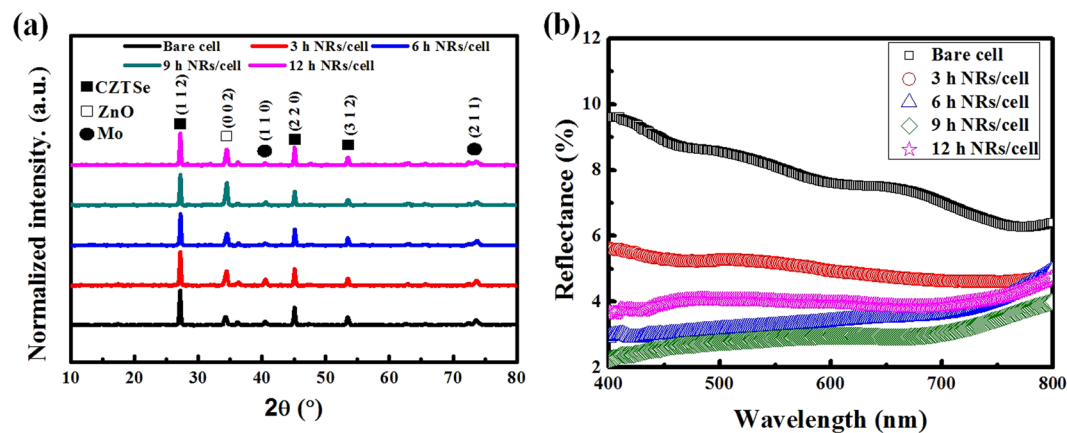 (a)
Bare cell 3 h NRs/cell 6 h NRs/cell
9 h NRs/cell 12 h NRs/cell
CZTSe
ZnO
Mo
(1 1 2)
(0 0 2)
(1 1 0)
(2 2 0)
(3 1 2)
(2 1 1)
Normalized intensity. (a.u.)
10 20 30 40 50 60 70 80
2θ (°)
(b)
Bare cell
3 h NRs/cell
6 h NRs/cell
9 h NRs/cell
12 h NRs/cell
Reflectance (%)
12
10
8
6
4
2
400 500 600 700 800
Wavelength (nm)